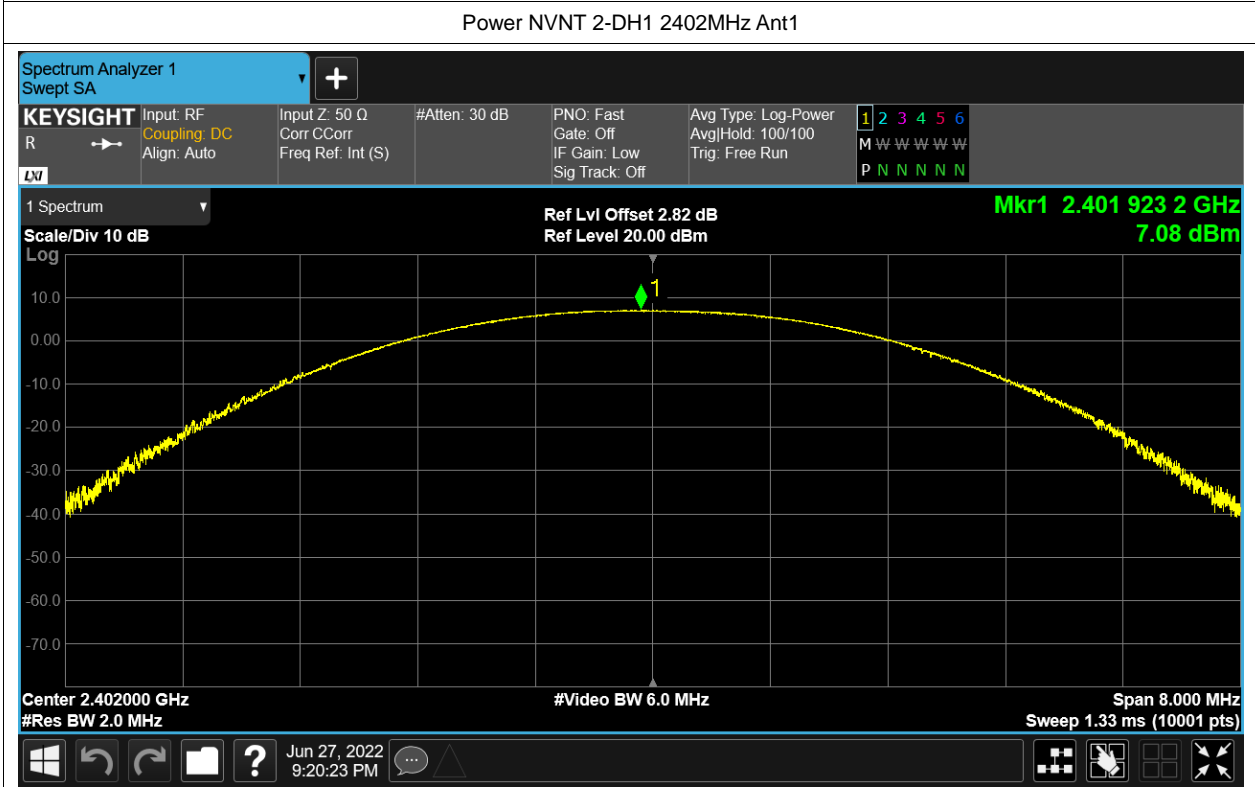 Power NVNT 2-DH1 2402MHz Ant1
Spectrum Analyzer 1
Swept SA
KEYSIGHT
R
LXI
Input: RF
Coupling: DC
Align: Auto
Input Z: 50 Ω
Corr CCorr
Freq Ref: Int (S)
#Atten: 30 dB
PNO: Fast
Gate: Off
IF Gain: Low
Sig Track: Off
Avg Type: Log-Power
Avg|Hold: 100/100
Trig: Free Run
1 2 3 4 5 6
M W W W W W
P N N N N N
1 Spectrum
Scale/Div 10 dB
Ref Lvl Offset 2.82 dB
Ref Level 20.00 dBm
Mkr1 2.401 923 2 GHz
7.08 dBm
Log
1
10.0
0.00
-10.0
-20.0
-30.0
-40.0
-50.0
-60.0
-70.0
Center 2.402000 GHz
#Video BW 6.0 MHz
Span 8.000 MHz
#Res BW 2.0 MHz
Sweep 1.33 ms (10001 pts)
?
Jun 27, 2022
9:20:23 PM